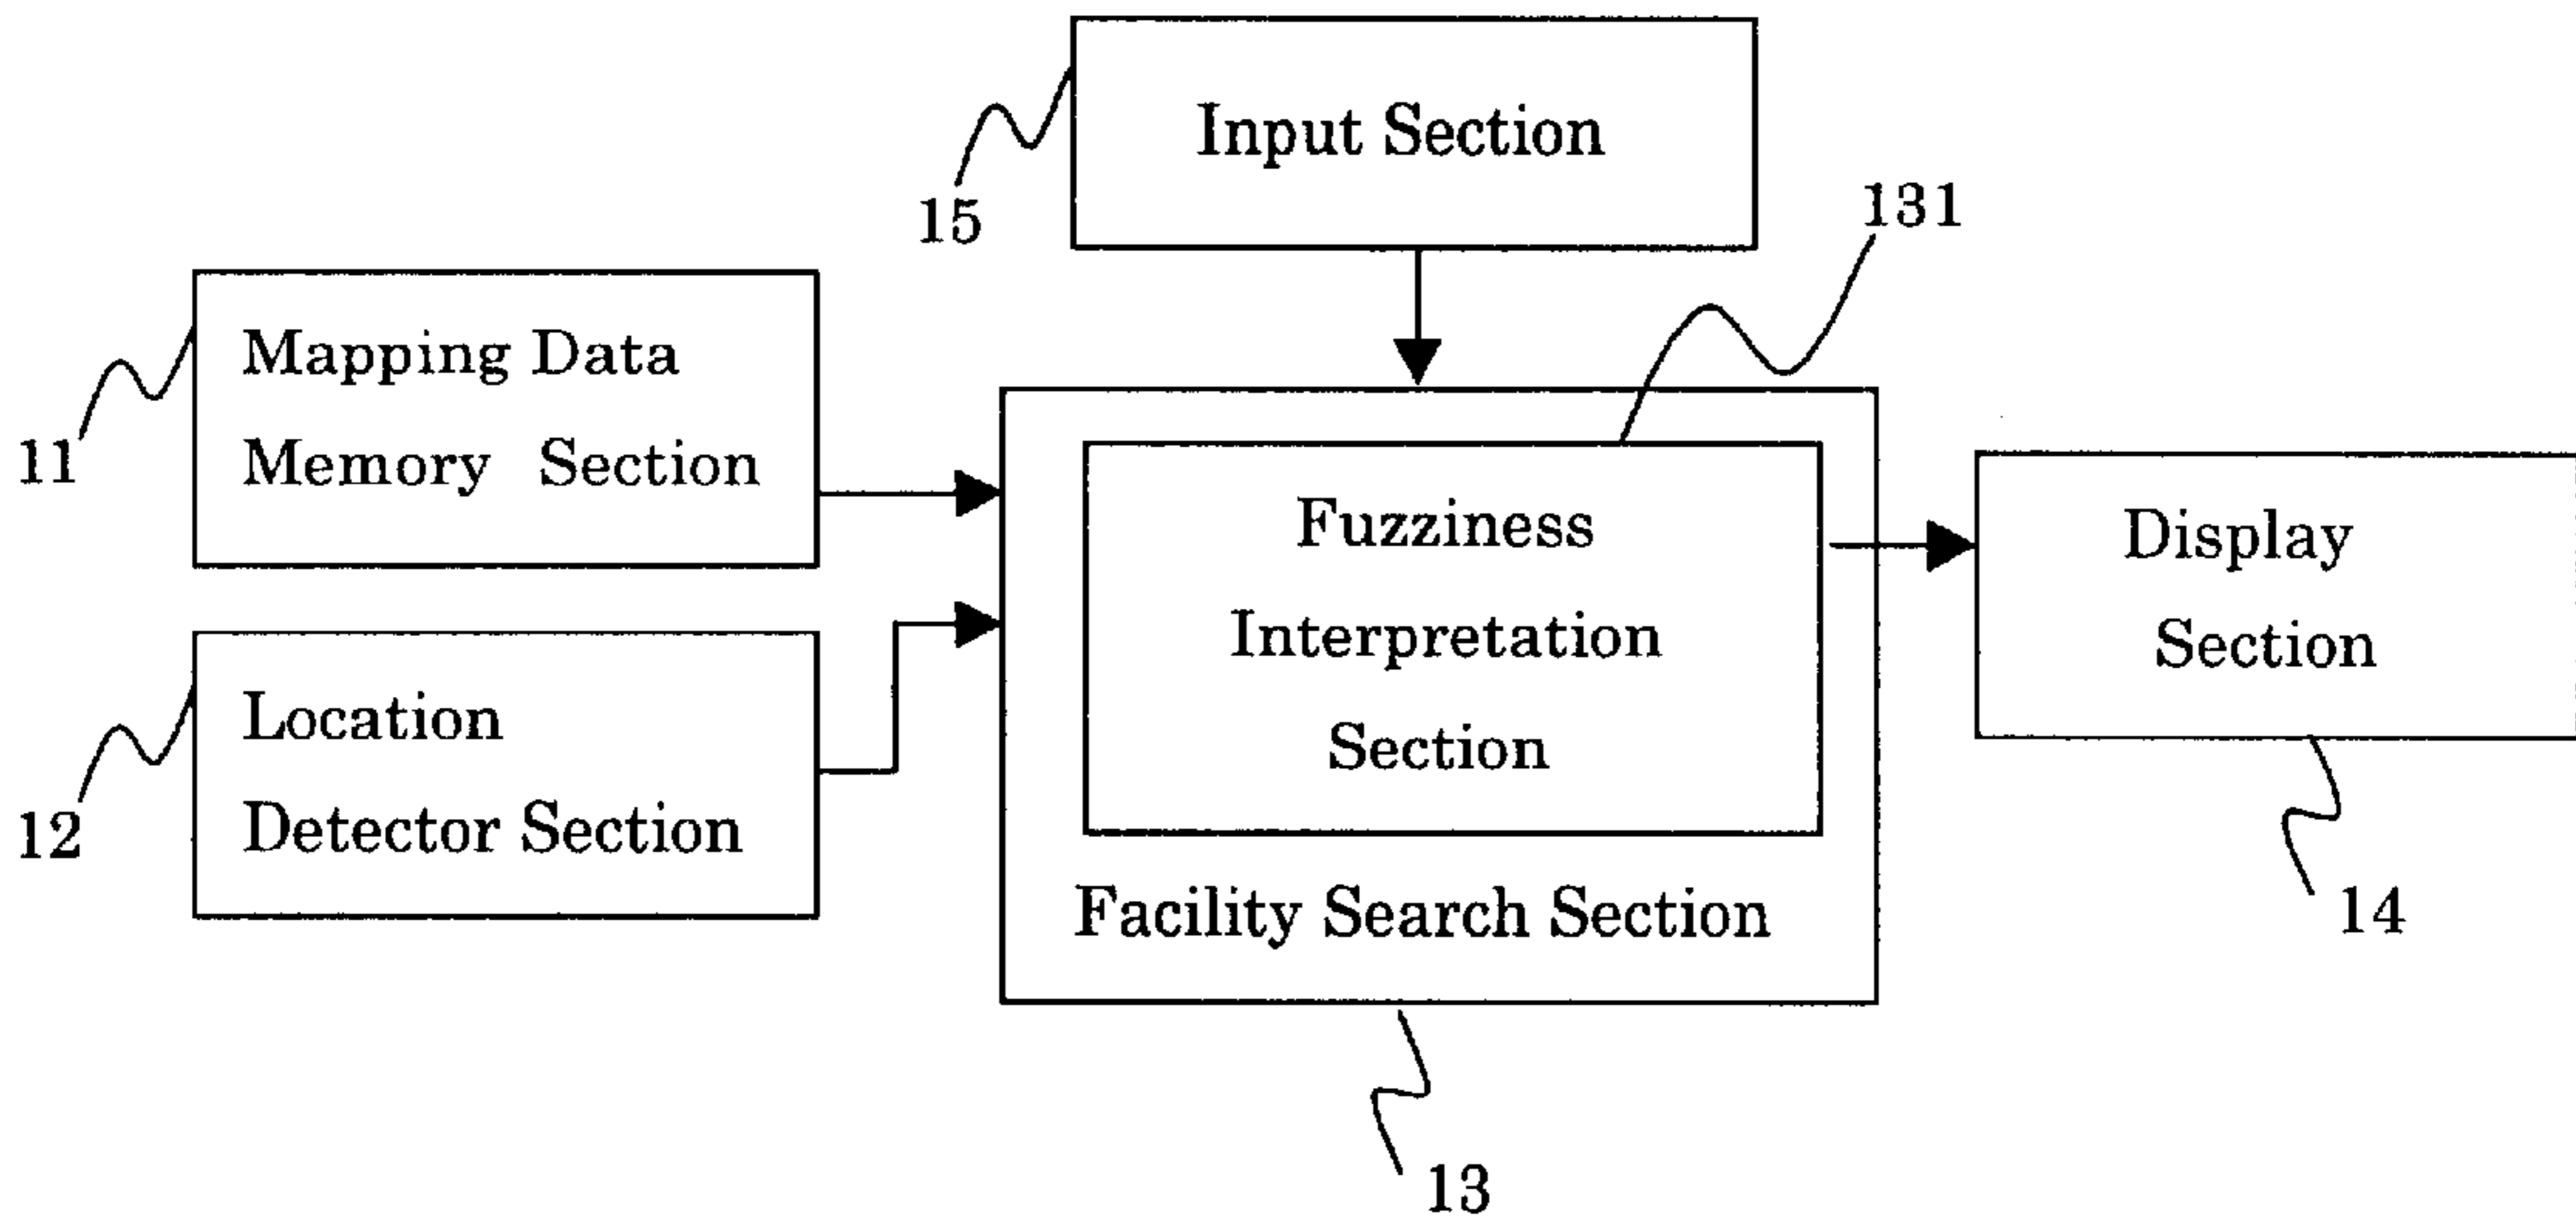 Input Section
15
131
Mapping Data
Memory Section
11
Location
Detector Section
12
Fuzziness
Interpretation
Section
Facility Search Section
13
Display
Section
14